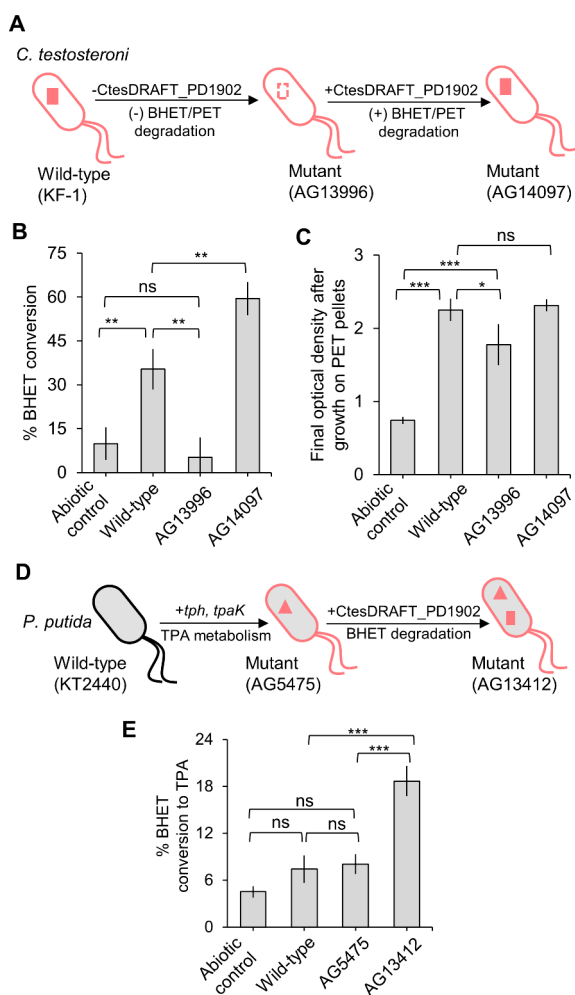 A
C. testosteroni
-CtesDRAFT_PD1902
(-) BHET/PET
degradation
+CtesDRAFT_PD1902
(+) BHET/PET
degradation
Wild-type
(KF-1)
Mutant
(AG13996)
Mutant
(AG14097)
B
% BHET conversion
75
60
45
30
15
0
**
ns
**
**
Abiotic
control
Wild-type
AG13996
AG14097
C
Final optical density after
growth on PET pellets
3
2
1
0
ns
***
***
*
Abiotic
control
Wild-type
AG13996
AG14097
D
P. putida
+tph, tpaK
TPA metabolism
+CtesDRAFT_PD1902
BHET degradation
Wild-type
(KT2440)
Mutant
(AG5475)
Mutant
(AG13412)
E
% BHET
conversion to TPA
24
18
12
6
0
***
***
ns
ns
ns
Abiotic
control
Wild-type
AG5475
AG13412